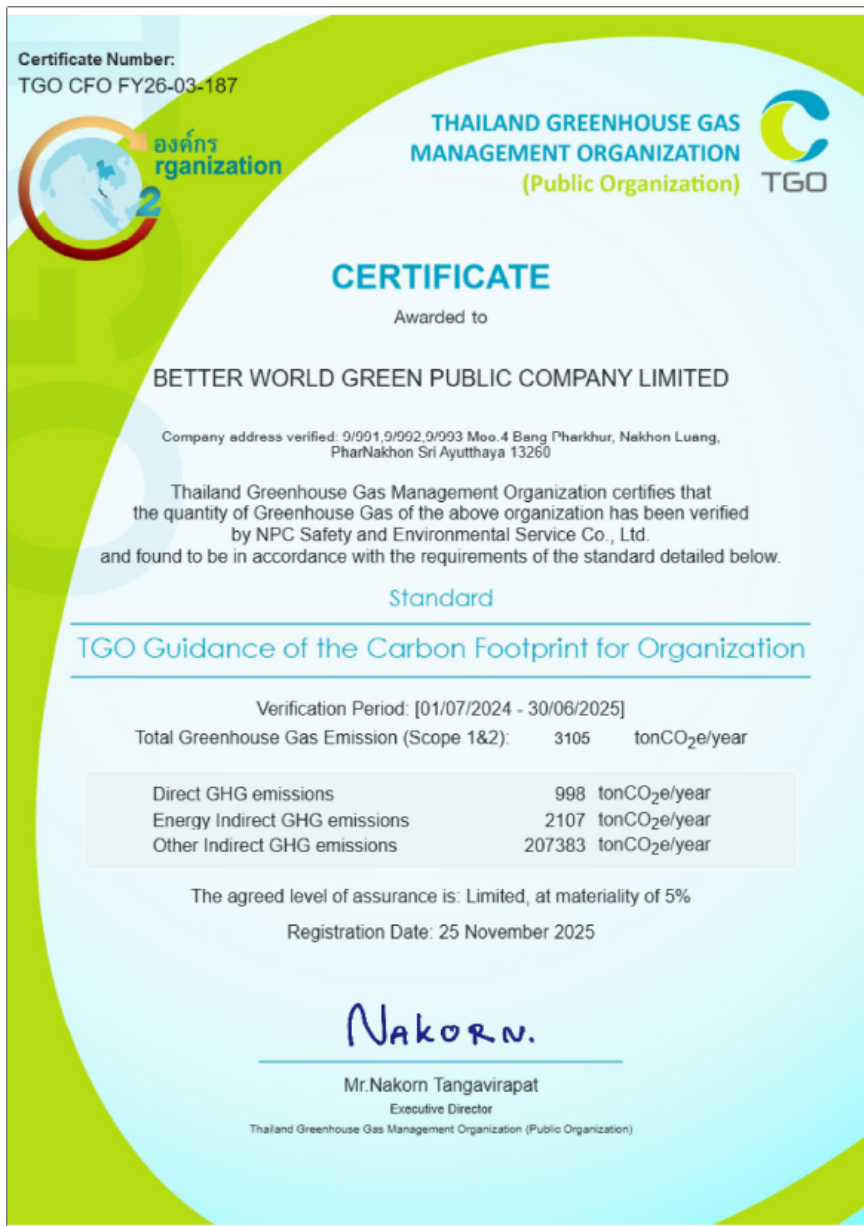 Certificate Number:
TGO CFO FY26-03-187
องค์กร
rganization
2
THAILAND GREENHOUSE GAS
MANAGEMENT ORGANIZATION
(Public Organization)
TGO
CERTIFICATE
Awarded to
BETTER WORLD GREEN PUBLIC COMPANY LIMITED
Company address verified: 9/991,9/992,9/993 Moo.4 Bang Pharkhur, Nakhon Luang,
PharNakhon Sri Ayutthaya 13260
Thailand Greenhouse Gas Management Organization certifies that
the quantity of Greenhouse Gas of the above organization has been verified
by NPC Safety and Environmental Service Co., Ltd.
and found to be in accordance with the requirements of the standard detailed below.
Standard
TGO Guidance of the Carbon Footprint for Organization
Verification Period: [01/07/2024 - 30/06/2025]
Total Greenhouse Gas Emission (Scope 1&2): 3105 tonCO₂e/year
Direct GHG emissions 998 tonCO₂e/year
Energy Indirect GHG emissions 2107 tonCO₂e/year
Other Indirect GHG emissions 207383 tonCO₂e/year
The agreed level of assurance is: Limited, at materiality of 5%
Registration Date: 25 November 2025
NAKORN.
Mr.Nakorn Tangavirapat
Executive Director
Thailand Greenhouse Gas Management Organization (Public Organization)